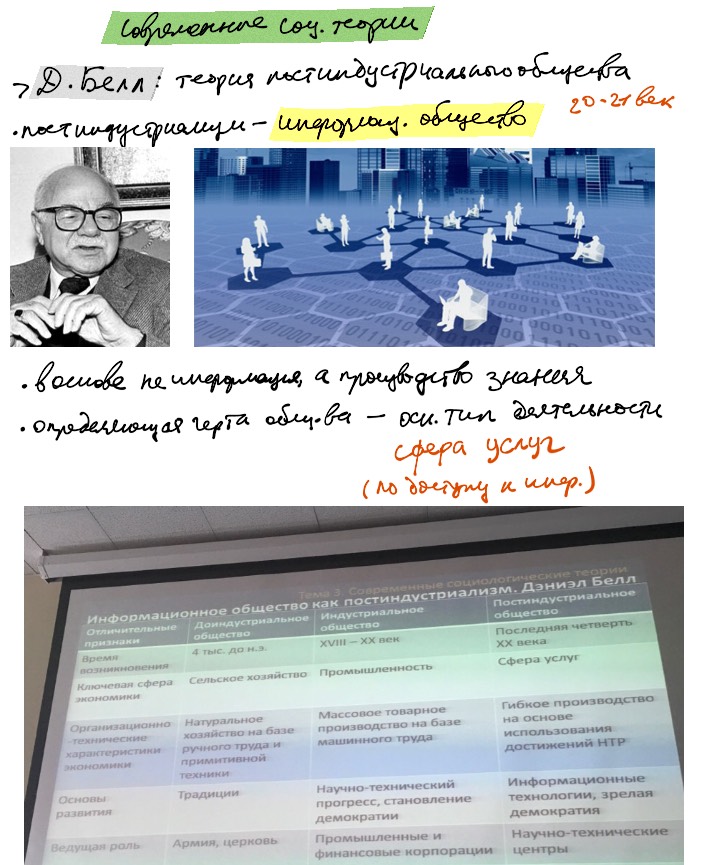 Современные соц. теории
> Д. Белл: теория постиндустриального общества
20-21 век
• постиндустриализм – информац. общество
• в основе не информация, а производство знания
• определяющая черта общ-ва – осн. тип деятельности
сфера услуг
(по доступу к инфор.)
Тема 3. Современные социологические теории
Информационное общество как постиндустриализм. Дэниэл Белл
Отличительные признаки
Доиндустриальное общество
Индустриальное общество
Постиндустриальное общество
Время возникновения
4 тыс. до н.э.
XVIII – XX век
Последняя четверть XX века
Ключевая сфера экономики
Сельское хозяйство
Промышленность
Сфера услуг
Организационно-технические характеристики экономики
Натуральное хозяйство на базе ручного труда и примитивной техники
Массовое товарное производство на базе машинного труда
Гибкое производство на основе использования достижений НТР
Основы развития
Традиции
Научно-технический прогресс, становление демократии
Информационные технологии, зрелая демократия
Ведущая роль
Армия, церковь
Промышленные и финансовые корпорации
Научно-технические центры